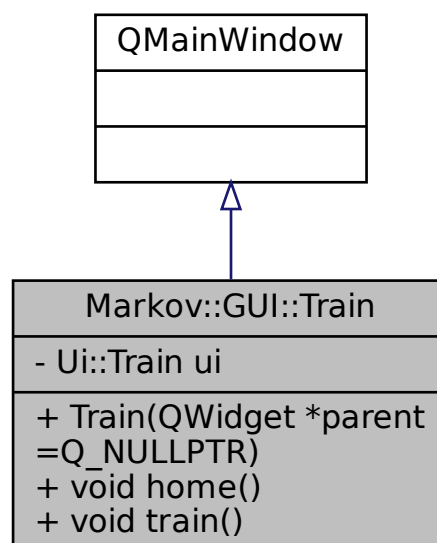 QMainWindow
Markov::GUI::Train
- Ui::Train ui
+ Train(QWidget *parent
=Q_NULLPTR)
+ void home()
+ void train()